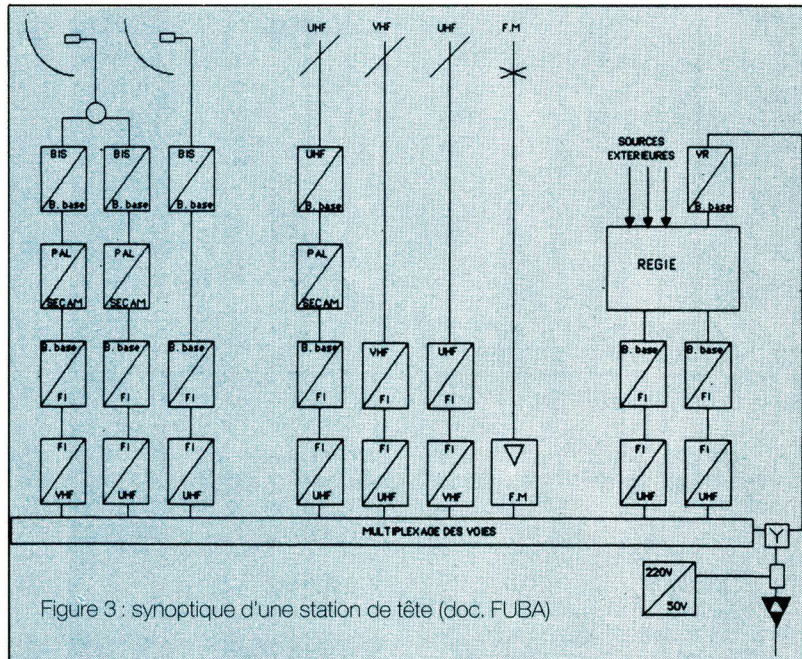 UHF VHF UHF F.M
BIS BIS BIS UHF SOURCES EXTERIEURES VR
B. base B. base B. base B. base B. base
PAL PAL PAL REGIE
SECAM SECAM SECAM
B. base B. base B. base B. base VHF UHF B. base B. base
FI FI FI FI FI FI FI FI
FI FI FI FI FI FI FI FI
VHF UHF UHF UHF UHF VHF F.M UHF UHF
MULTIPLEXAGE DES VOIES
220V
50V
Figure 3 : synoptique d'une station de tête (doc. FUBA)